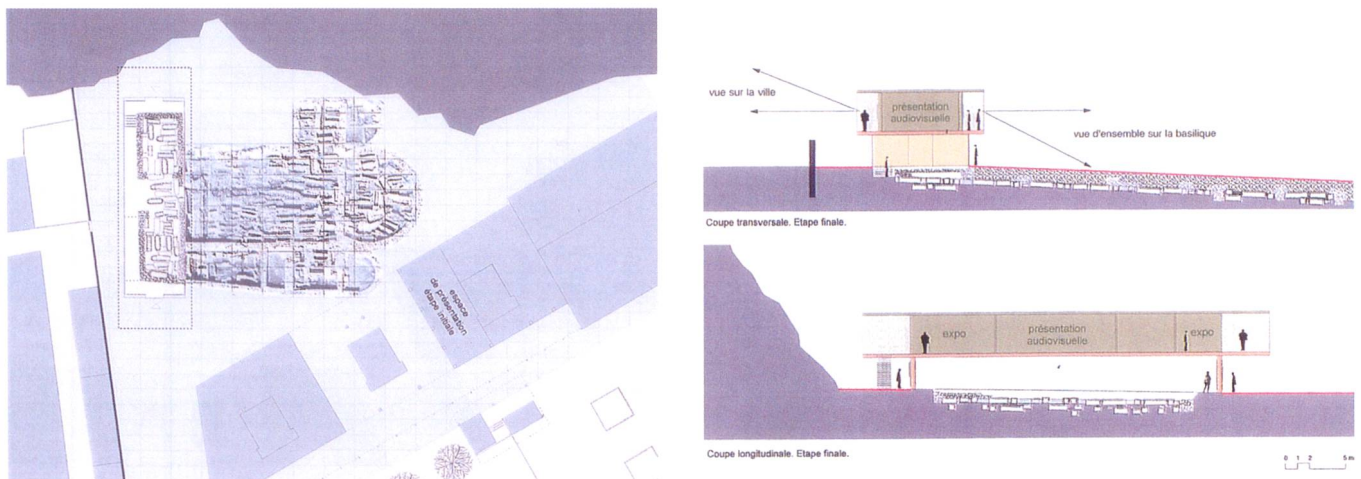 espace
de présentation
étape initiale
vue sur la ville
présentation
audiovisuelle
vue d'ensemble sur la basilique
Coupe transversale. Etape finale.
expo
présentation
audiovisuelle
expo
Coupe longitudinale. Etape finale.
0 1 2 5 m